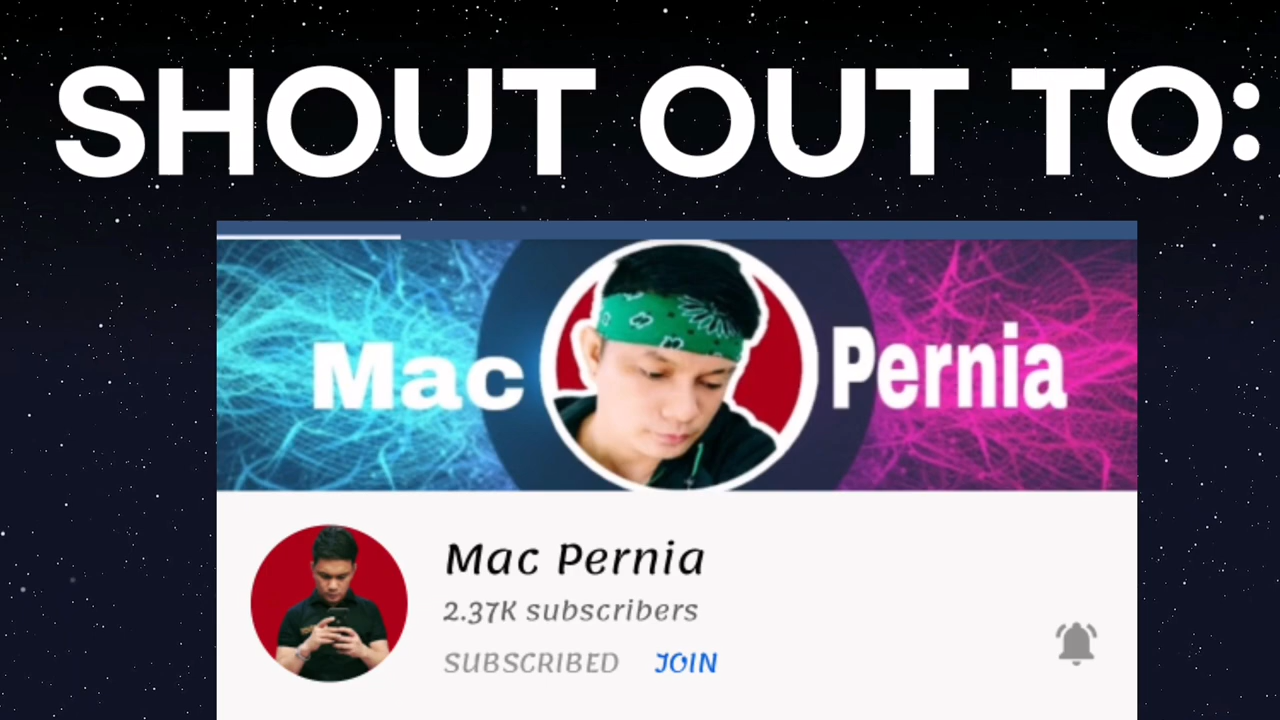 SHOUT OUT TO:
Mac Pernia
Mac Pernia
2.37K subscribers
SUBSCRIBED JOIN